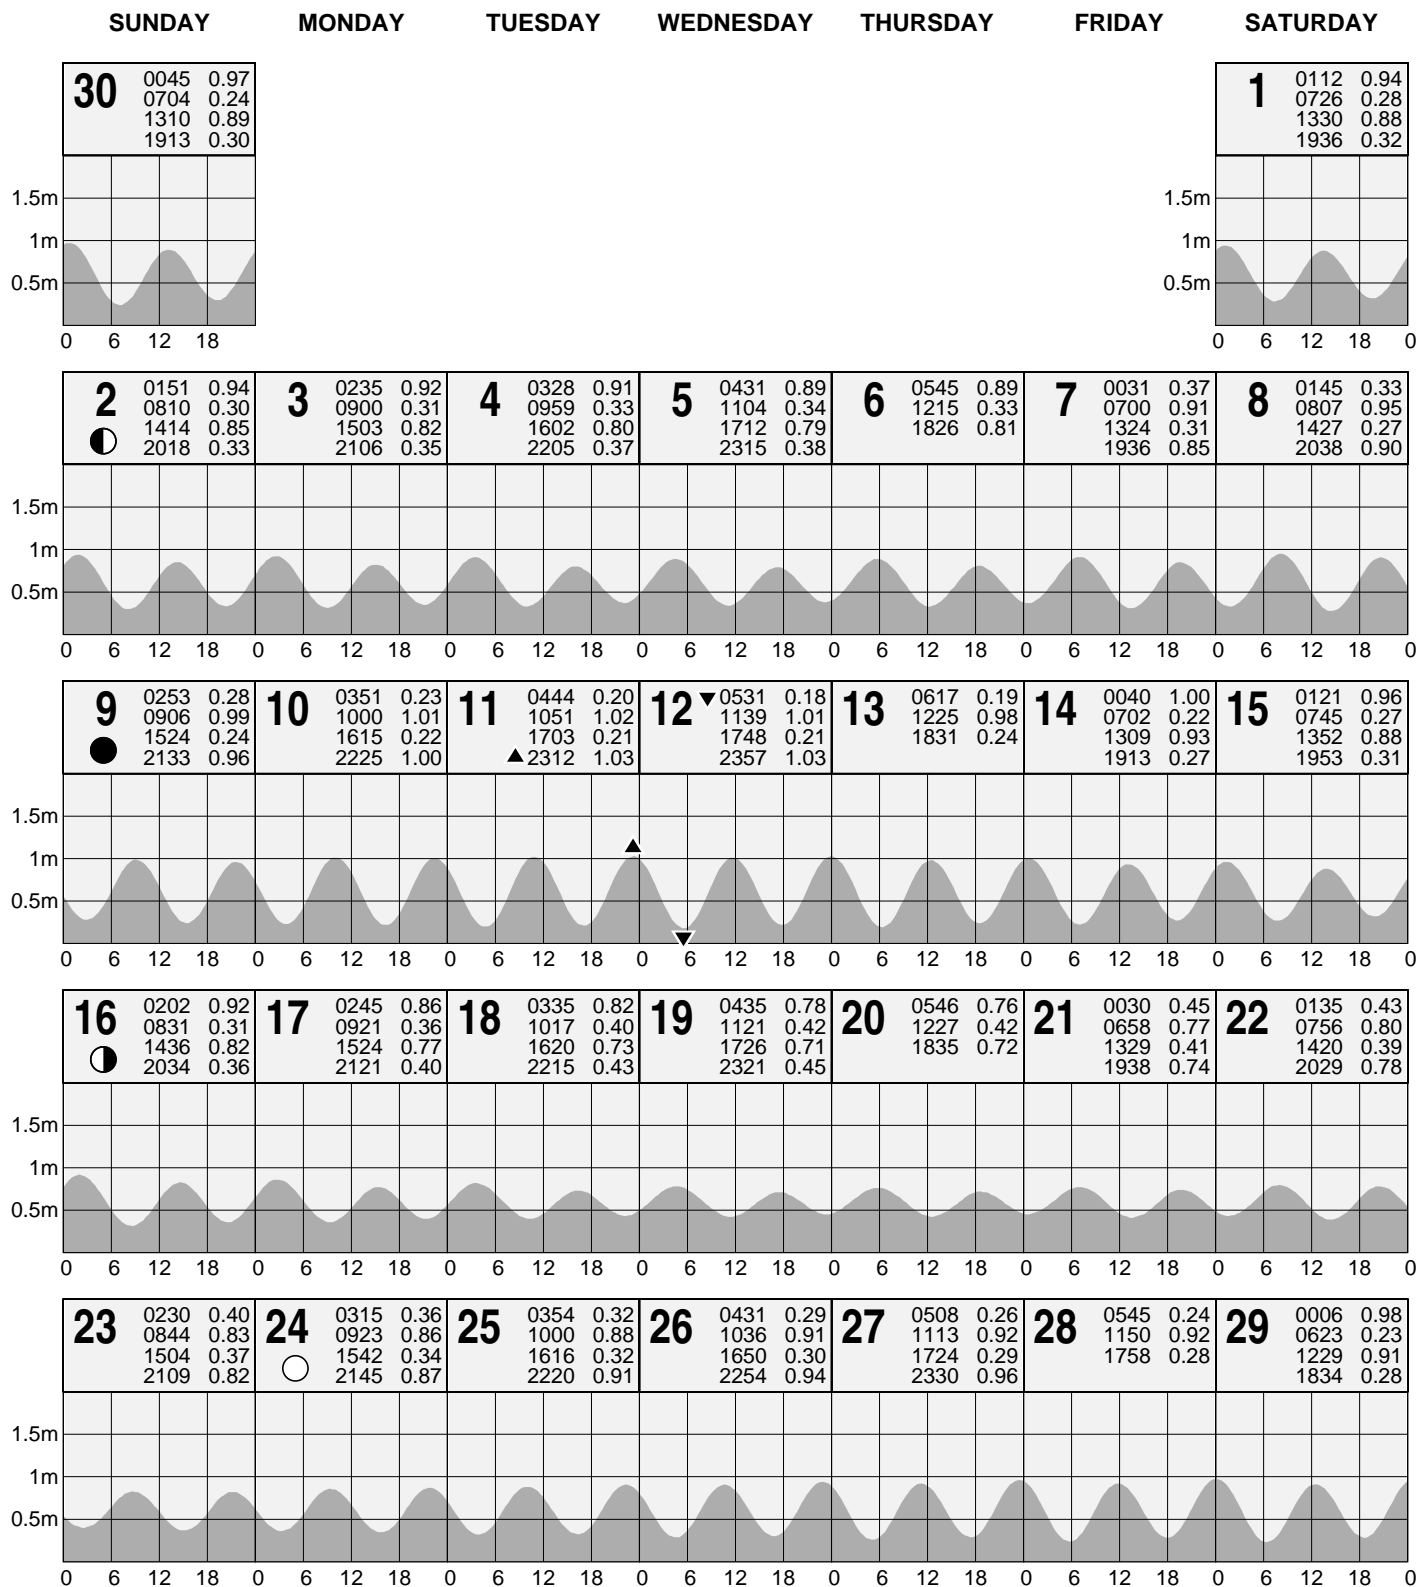 SUNDAY MONDAY TUESDAY WEDNESDAY THURSDAY FRIDAY SATURDAY
30 0045 0.97
0704 0.24
1310 0.89
1913 0.30
1 0112 0.94
0726 0.28
1330 0.88
1936 0.32
1.5m
1m
0.5m
0 6 12 18
1.5m
1m
0.5m
0 6 12 18 0
2 0151 0.94
0810 0.30
1414 0.85
2018 0.33
3 0235 0.92
0900 0.31
1503 0.82
2106 0.35
4 0328 0.91
0959 0.33
1602 0.80
2205 0.37
5 0431 0.89
1104 0.34
1712 0.79
2315 0.38
6 0545 0.89
1215 0.33
1826 0.81
7 0031 0.37
0700 0.91
1324 0.31
1936 0.85
8 0145 0.33
0807 0.95
1427 0.27
2038 0.90
1.5m
1m
0.5m
0 6 12 18 0 6 12 18 0 6 12 18 0 6 12 18 0 6 12 18 0 6 12 18 0 6 12 18 0
9 0253 0.28
0906 0.99
1524 0.24
2133 0.96
10 0351 0.23
1000 1.01
1615 0.22
2225 1.00
11 0444 0.20
1051 1.02
1703 0.21
2312 1.03
12 0531 0.18
1139 1.01
1748 0.21
2357 1.03
13 0617 0.19
1225 0.98
1831 0.24
14 0040 1.00
0702 0.22
1309 0.93
1913 0.27
15 0121 0.96
0745 0.27
1352 0.88
1953 0.31
1.5m
1m
0.5m
0 6 12 18 0 6 12 18 0 6 12 18 0 6 12 18 0 6 12 18 0 6 12 18 0 6 12 18 0
16 0202 0.92
0831 0.31
1436 0.82
2034 0.36
17 0245 0.86
0921 0.36
1524 0.77
2121 0.40
18 0335 0.82
1017 0.40
1620 0.73
2215 0.43
19 0435 0.78
1121 0.42
1726 0.71
2321 0.45
20 0546 0.76
1227 0.42
1835 0.72
21 0030 0.45
0658 0.77
1329 0.41
1938 0.74
22 0135 0.43
0756 0.80
1420 0.39
2029 0.78
1.5m
1m
0.5m
0 6 12 18 0 6 12 18 0 6 12 18 0 6 12 18 0 6 12 18 0 6 12 18 0 6 12 18 0
23 0230 0.40
0844 0.83
1504 0.37
2109 0.82
24 0315 0.36
0923 0.86
1542 0.34
2145 0.87
25 0354 0.32
1000 0.88
1616 0.32
2220 0.91
26 0431 0.29
1036 0.91
1650 0.30
2254 0.94
27 0508 0.26
1113 0.92
1724 0.29
2330 0.96
28 0545 0.24
1150 0.92
1758 0.28
29 0006 0.98
0623 0.23
1229 0.91
1834 0.28
1.5m
1m
0.5m
0 6 12 18 0 6 12 18 0 6 12 18 0 6 12 18 0 6 12 18 0 6 12 18 0 6 12 18 0